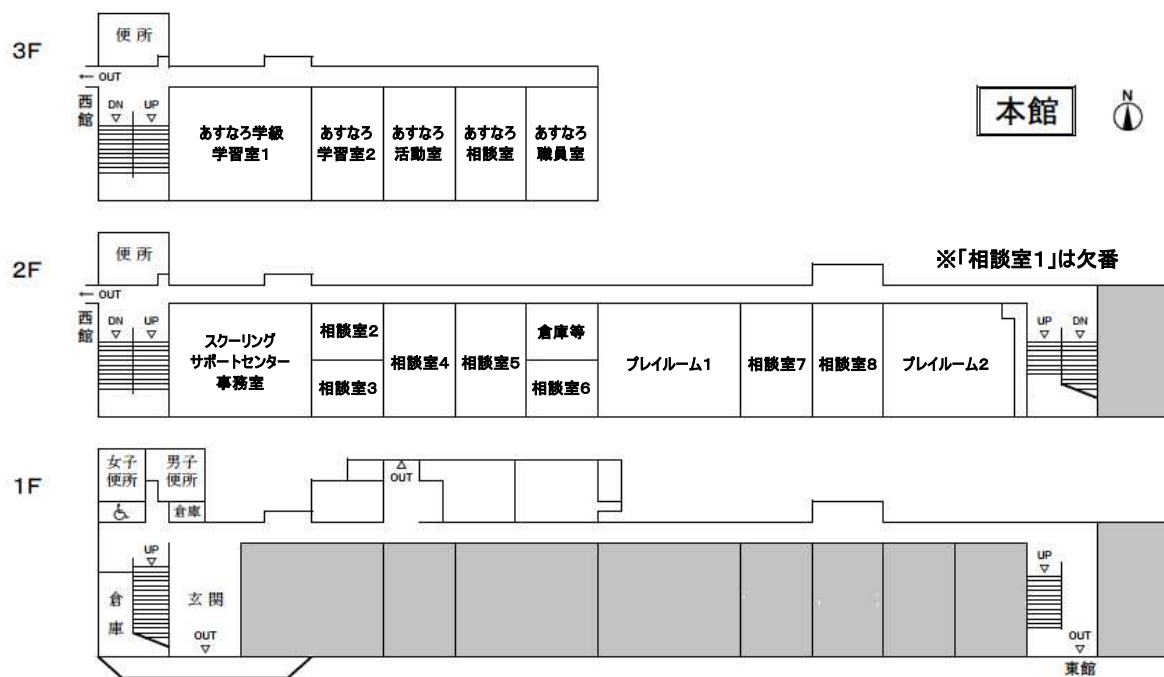 3F
便所
← OUT
西館
DN UP
あすなろ学級
学習室1
あすなろ
学習室2
あすなろ
活動室
あすなろ
相談室
あすなろ
職員室
本館
N
2F
便所
※「相談室1」は欠番
← OUT
西館
DN UP
スクーリング
サポートセンター
事務室
相談室2
相談室3
相談室4
相談室5
倉庫等
相談室6
プレイルーム1
相談室7
相談室8
プレイルーム2
UP DN
1F
女子
便所
男子
便所
倉庫
OUT
UP
倉庫
玄関
OUT
UP
OUT
東館